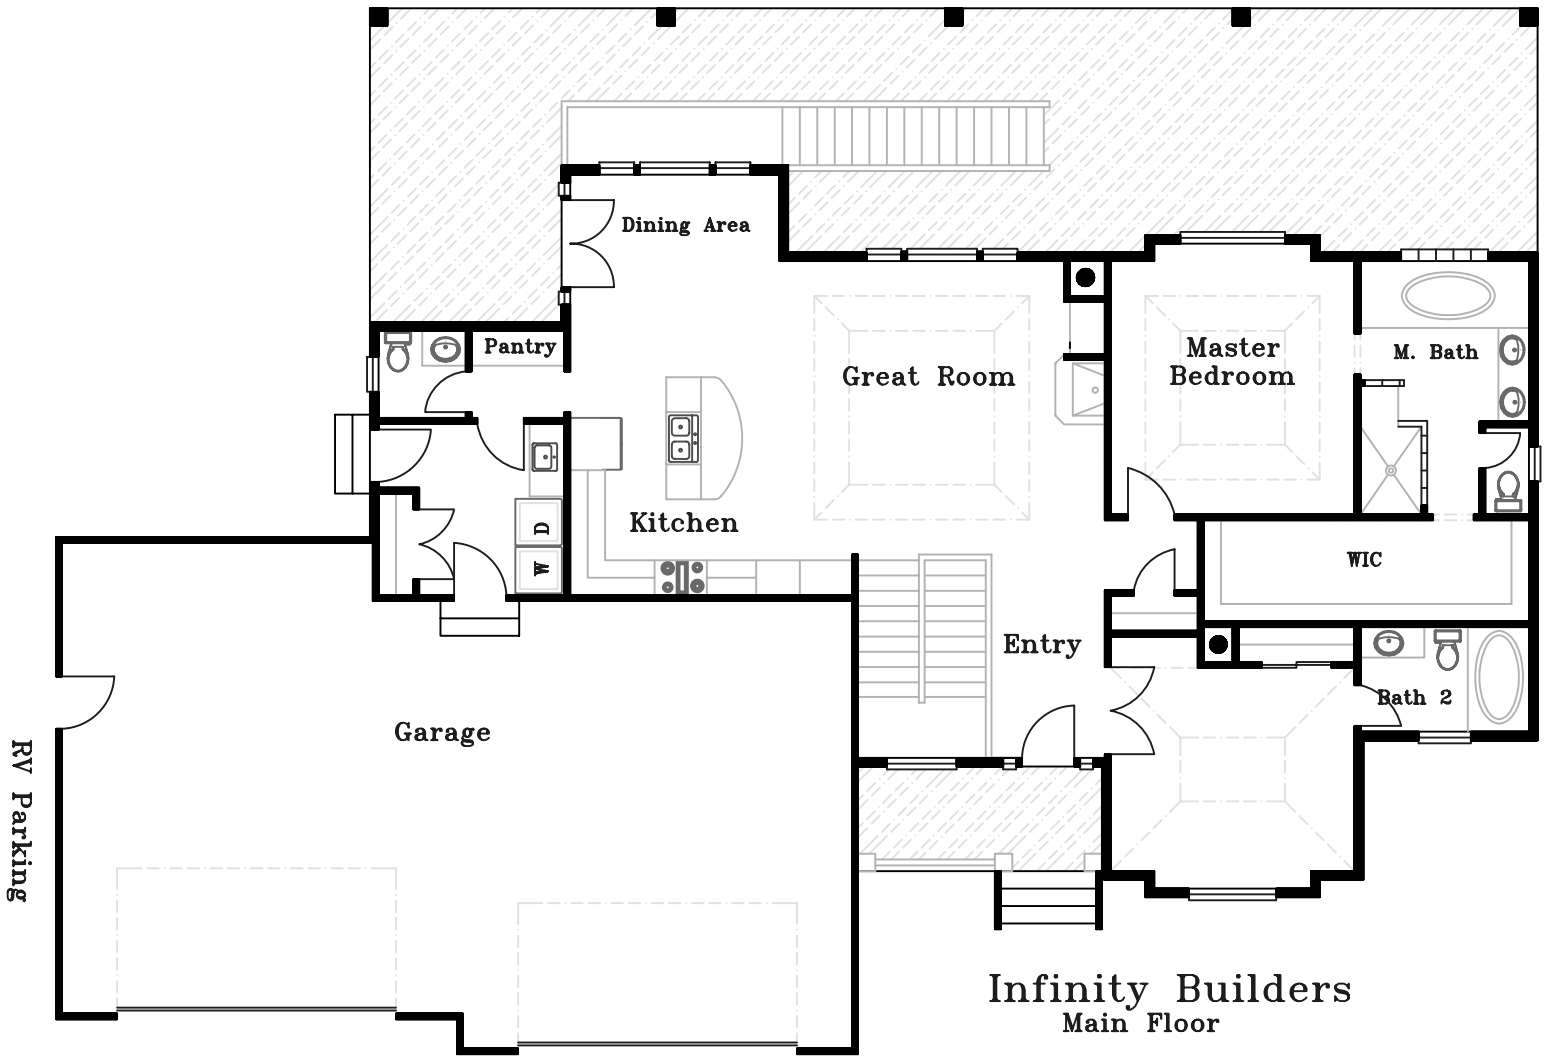 Dining Area
Pantry
Great Room
Master
Bedroom
M. Bath
Kitchen
D
W
WIC
Entry
Bath 2
Garage
RV Parking
Infinity Builders
Main Floor